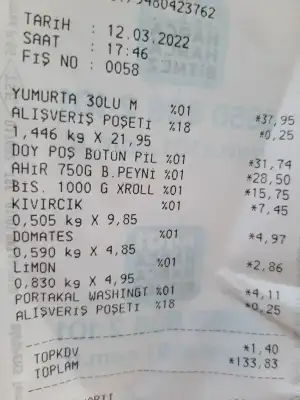 79480423762
TARİH : 12.03.2022
SAAT : 17:46
FİŞ NO : 0058
YUMURTA 30LU M %01 *37,95
ALIŞVERİŞ POŞETİ %18 *0,25
1,446 kg X 21,95
DOY POŞ BÜTÜN PİL %01 *31,74
AHİR 750G B.PEYNİ %01 *28,50
BİS. 1000 G XROLL %01 *15,75
KIVIRCIK %01 *7,45
0,505 kg X 9,85
DOMATES %01 *4,97
0,590 kg X 4,85
LİMON %01 *2,86
0,830 kg X 4,95
PORTAKAL WASHINGT %01 *4,11
ALIŞVERİŞ POŞETİ %18 *0,25
TOPKDV *1,40
TOPLAM *133,83